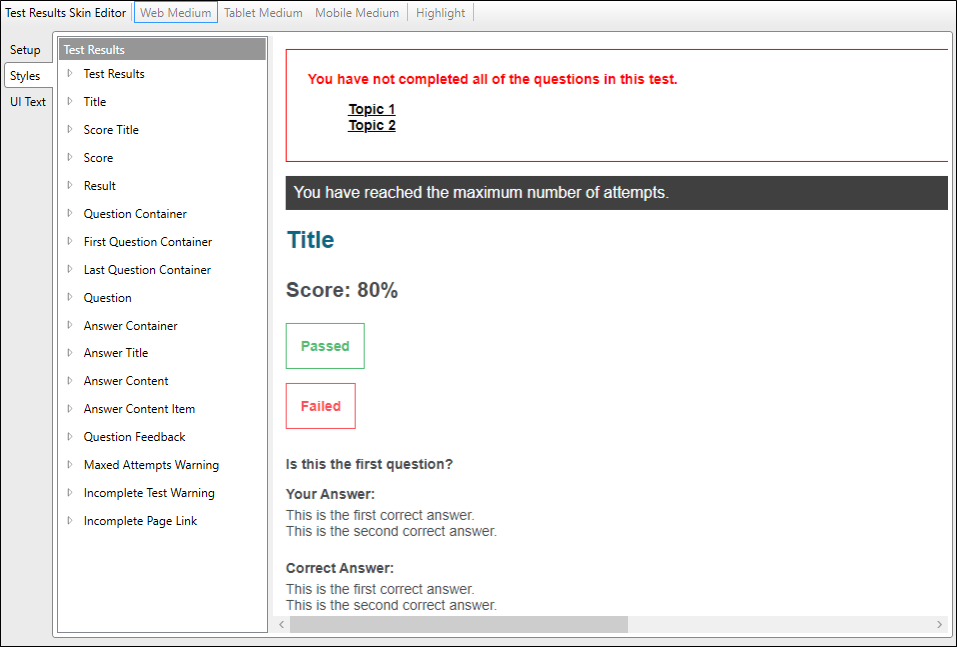 Test Results Skin Editor
Web Medium
Tablet Medium
Mobile Medium
Highlight
Setup
Styles
UI Text
Test Results
Test Results
Title
Score Title
Score
Result
Question Container
First Question Container
Last Question Container
Question
Answer Container
Answer Title
Answer Content
Answer Content Item
Question Feedback
Maxed Attempts Warning
Incomplete Test Warning
Incomplete Page Link
You have not completed all of the questions in this test.
Topic 1
Topic 2
You have reached the maximum number of attempts.
Title
Score: 80%
Passed
Failed
Is this the first question?
Your Answer:
This is the first correct answer.
This is the second correct answer.
Correct Answer:
This is the first correct answer.
This is the second correct answer.